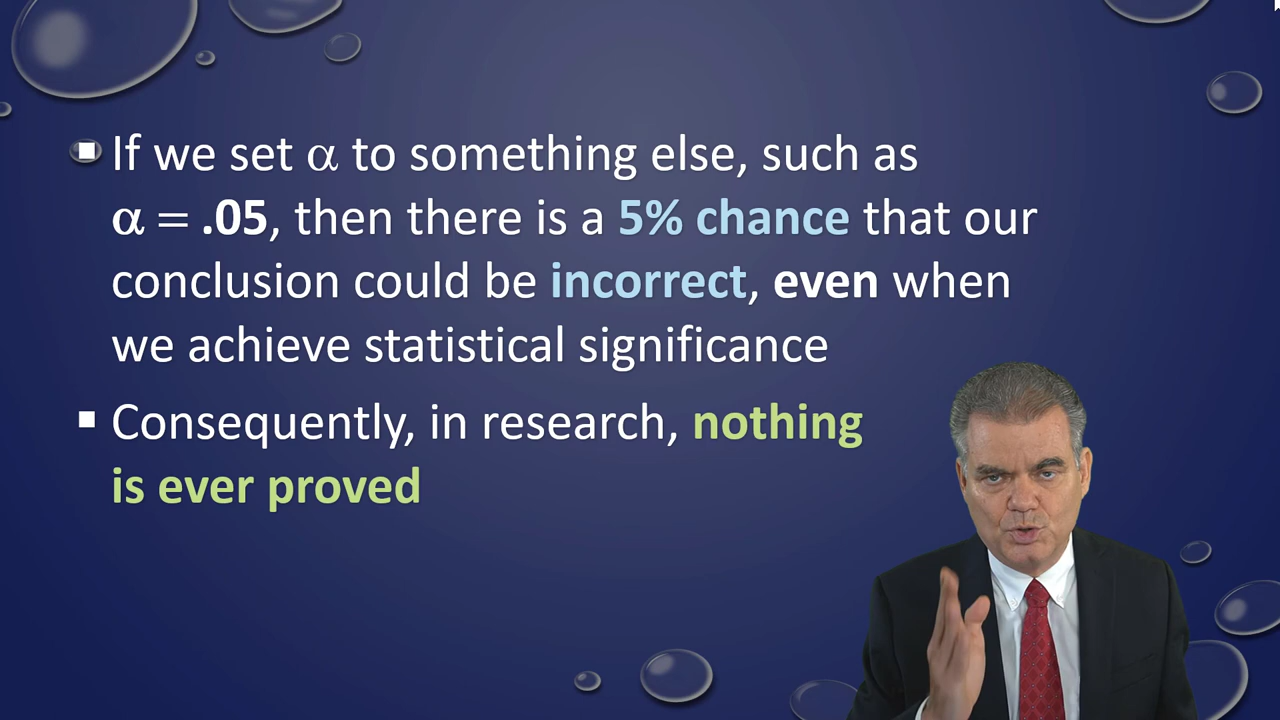 If we set α to something else, such as
α = .05, then there is a 5% chance that our
conclusion could be incorrect, even when
we achieve statistical significance
Consequently, in research, nothing
is ever proved